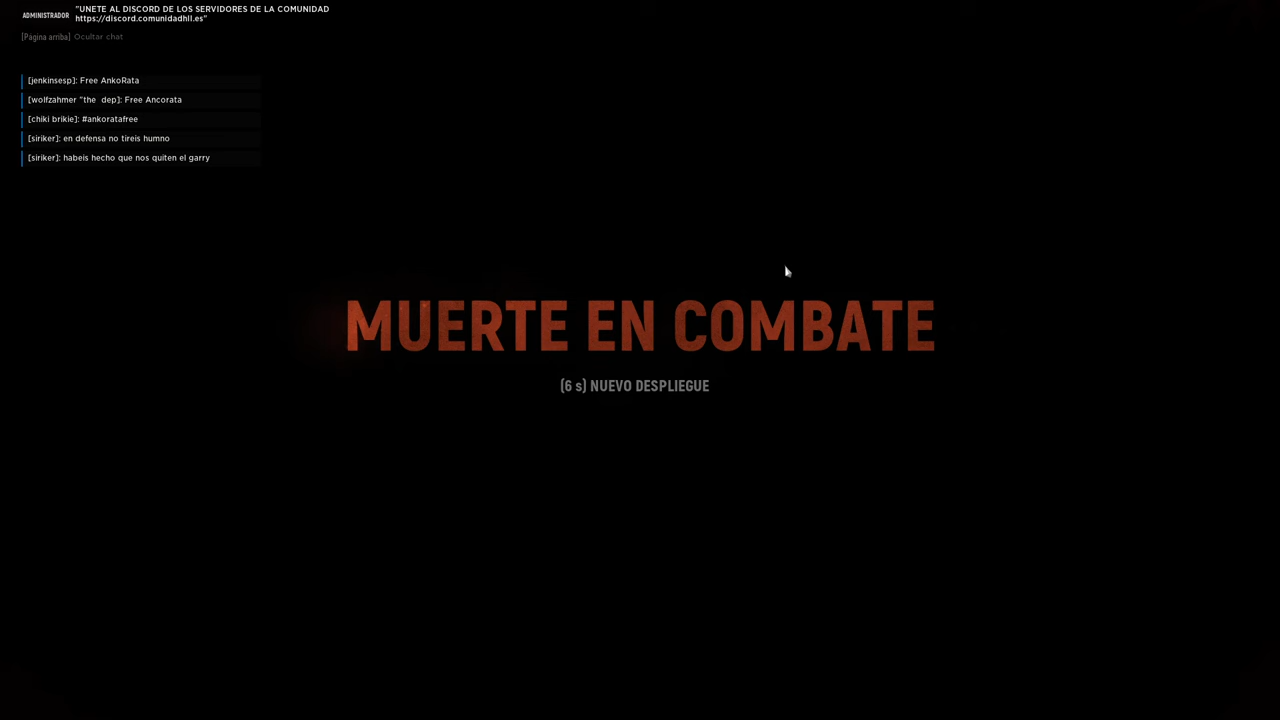 ADMINISTRADOR "UNETE AL DISCORD DE LOS SERVIDORES DE LA COMUNIDAD
https://discord.comunidadhll.es"
[Página arriba] Ocultar chat
[jenkinsesp]: Free AnkoRata
[wolfzahmer "the dep]: Free Ancorata
[chiki brikie]: #ankoratafree
[siriker]: en defensa no tireis humno
[siriker]: habeis hecho que nos quiten el garry
MUERTE EN COMBATE
(6 s) NUEVO DESPLIEGUE